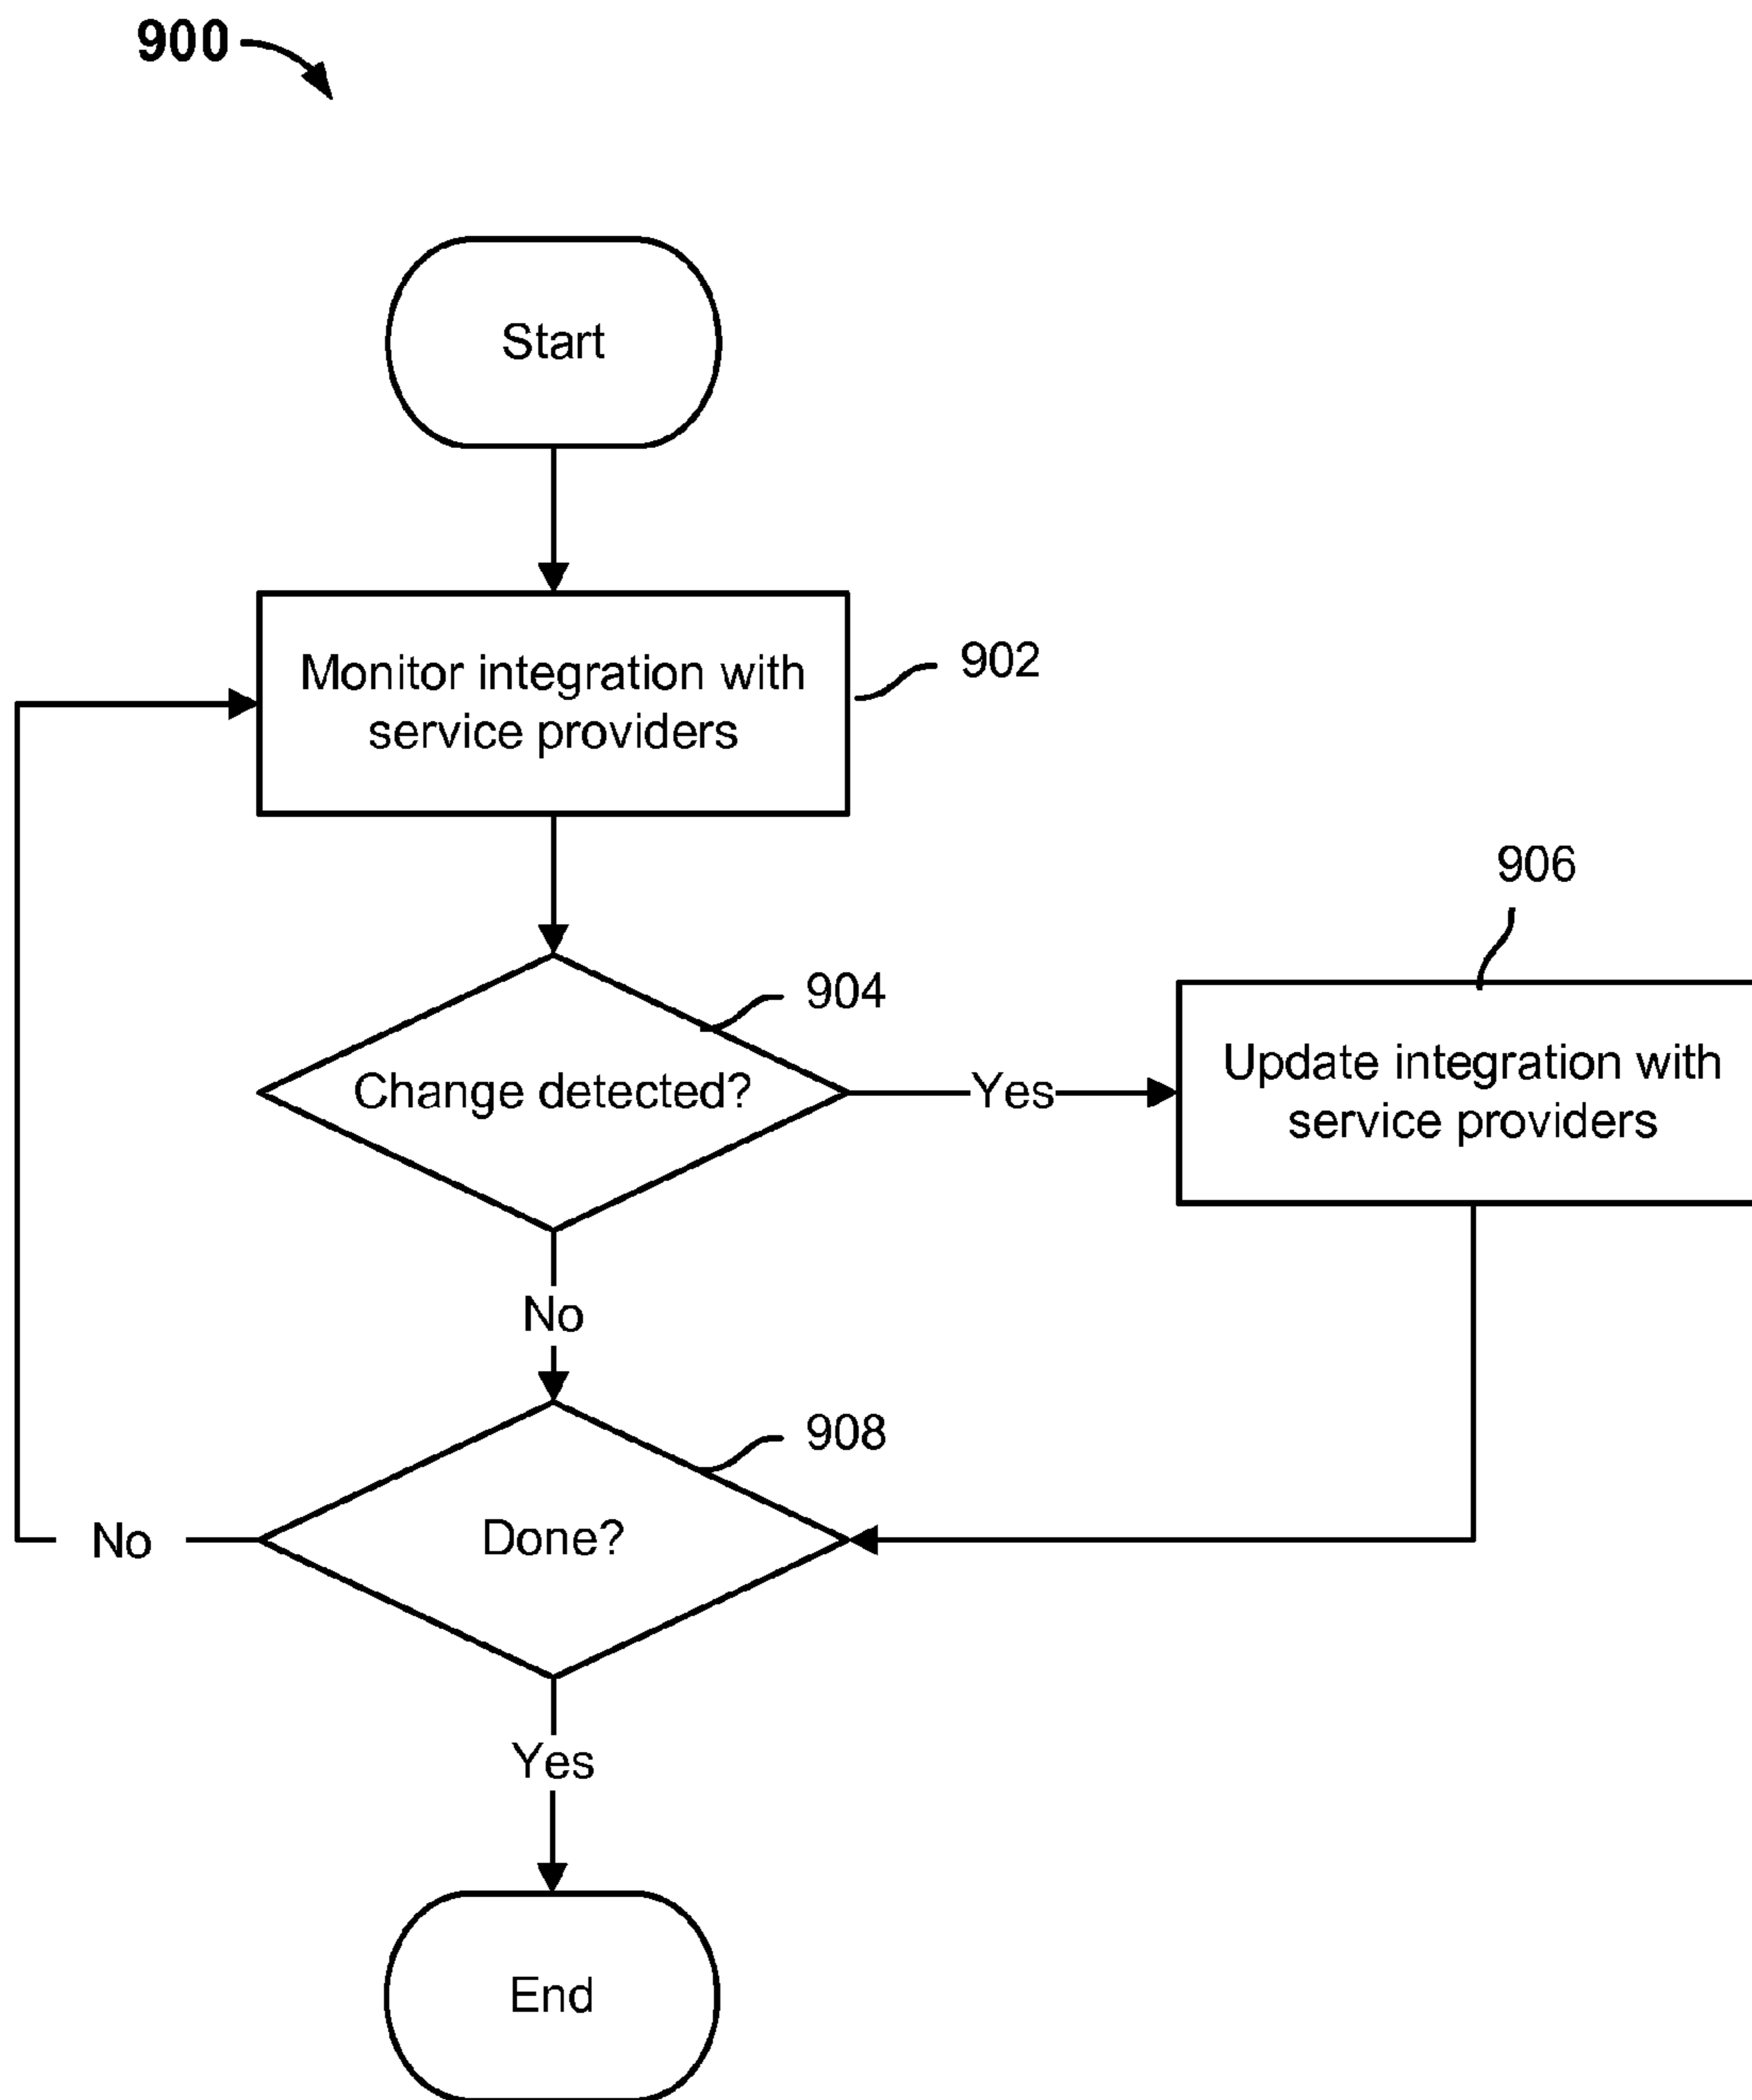 900
Start
Monitor integration with
service providers
902
906
904
Change detected?
Yes
Update integration with
service providers
No
908
No
Done?
Yes
End